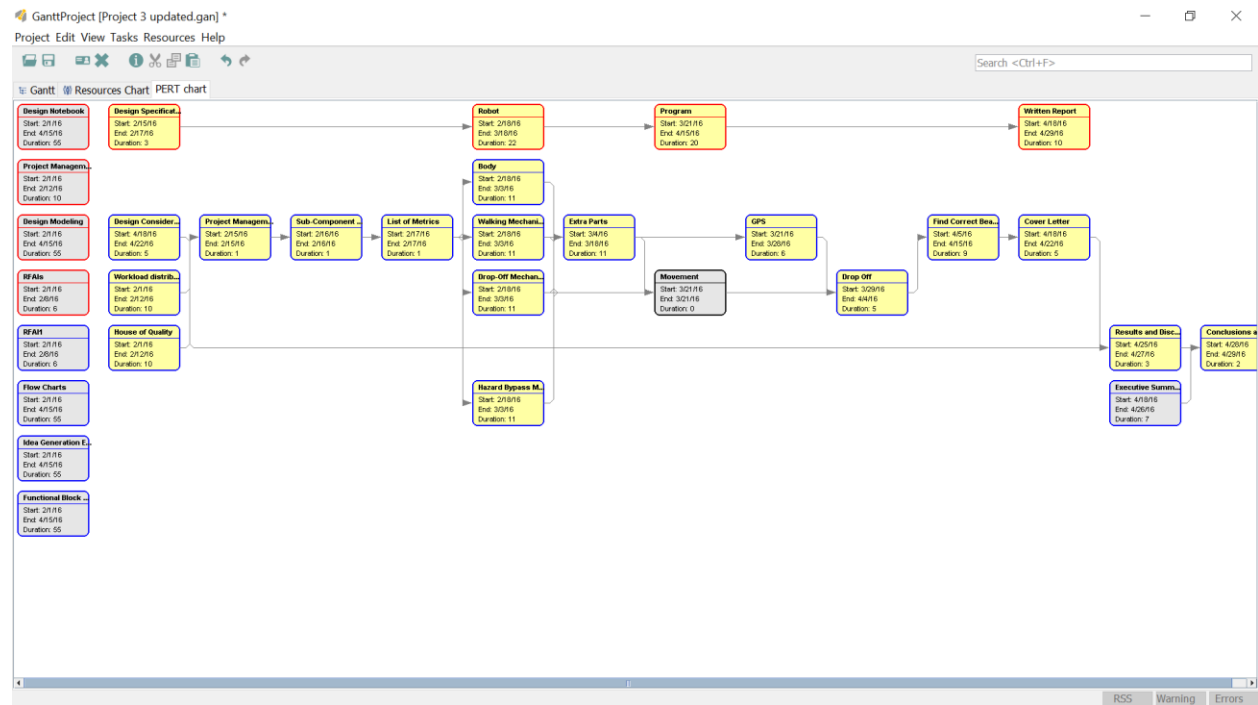 GanttProject [Project 3 updated.gan] *
Project Edit View Tasks Resources Help
Search <Ctrl+F>
Gantt Resources Chart PERT chart
Design Notebook
Start: 2/1/16
End: 4/15/16
Duration: 55
Design Specificat...
Start: 2/15/16
End: 2/17/16
Duration: 3
Robot
Start: 2/18/16
End: 3/18/16
Duration: 22
Program
Start: 3/21/16
End: 4/15/16
Duration: 20
Written Report
Start: 4/18/16
End: 4/29/16
Duration: 10
Project Managem...
Start: 2/1/16
End: 2/12/16
Duration: 10
Body
Start: 2/18/16
End: 3/3/16
Duration: 11
Design Modeling
Start: 2/1/16
End: 4/15/16
Duration: 55
Design Consider...
Start: 4/18/16
End: 4/22/16
Duration: 5
Project Managem...
Start: 2/15/16
End: 2/15/16
Duration: 1
Sub-Component ...
Start: 2/16/16
End: 2/16/16
Duration: 1
List of Metrics
Start: 2/17/16
End: 2/17/16
Duration: 1
Walking Mechani...
Start: 2/18/16
End: 3/3/16
Duration: 11
Extra Parts
Start: 3/4/16
End: 3/18/16
Duration: 11
GPS
Start: 3/21/16
End: 3/28/16
Duration: 6
Find Correct Bea...
Start: 4/5/16
End: 4/15/16
Duration: 9
Cover Letter
Start: 4/18/16
End: 4/22/16
Duration: 5
RFAIs
Start: 2/1/16
End: 2/8/16
Duration: 6
Workload distrib...
Start: 2/1/16
End: 2/12/16
Duration: 10
Drop-Off Mechan...
Start: 2/18/16
End: 3/3/16
Duration: 11
Movement
Start: 3/21/16
End: 3/21/16
Duration: 0
Drop Off
Start: 3/29/16
End: 4/4/16
Duration: 5
RFAI1
Start: 2/1/16
End: 2/8/16
Duration: 6
House of Quality
Start: 2/1/16
End: 2/12/16
Duration: 10
Results and Disc...
Start: 4/25/16
End: 4/27/16
Duration: 3
Conclusions a
Start: 4/28/16
End: 4/29/16
Duration: 2
Flow Charts
Start: 2/1/16
End: 4/15/16
Duration: 55
Hazard Bypass M...
Start: 2/18/16
End: 3/3/16
Duration: 11
Executive Summ...
Start: 4/18/16
End: 4/26/16
Duration: 7
Idea Generation E...
Start: 2/1/16
End: 4/15/16
Duration: 55
Functional Block ...
Start: 2/1/16
End: 4/15/16
Duration: 55
RSS Warning Errors